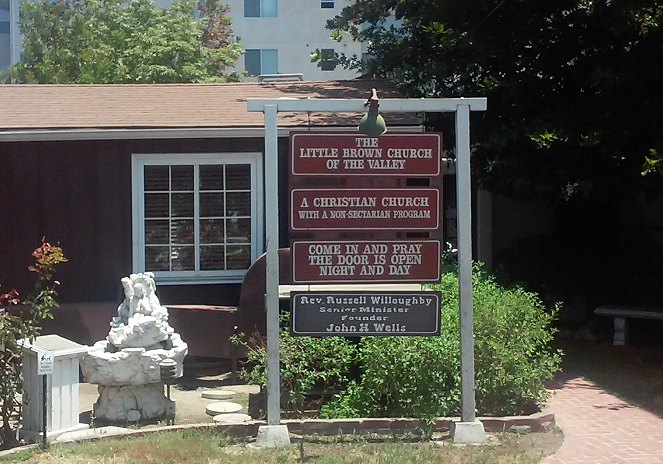 THE
LITTLE BROWN CHURCH
OF THE VALLEY
A CHRISTIAN CHURCH
WITH A NON-SECTARIAN PROGRAM
COME IN AND PRAY
THE DOOR IS OPEN
NIGHT AND DAY
Rev. Russell Willoughby
Senior Minister
Founder
John H Wells